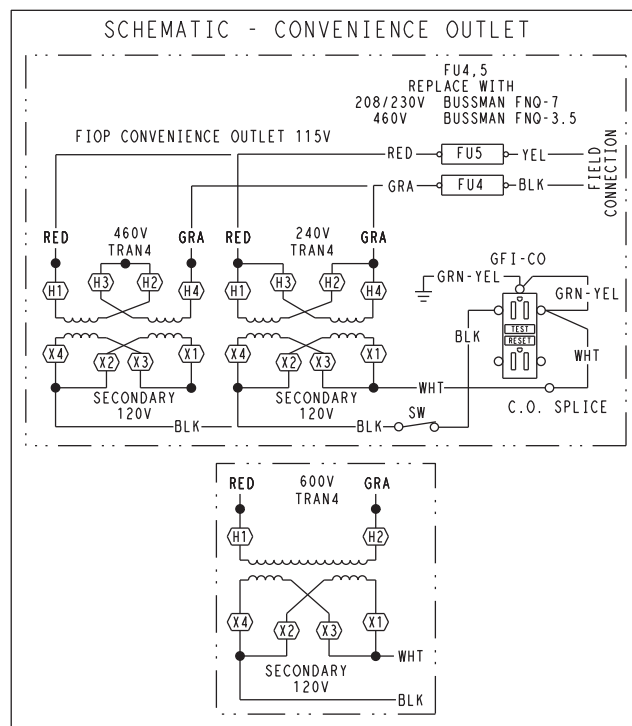 SCHEMATIC - CONVENIENCE OUTLET
FU4,5
REPLACE WITH
208/230V BUSSMAN FNQ-7
460V BUSSMAN FNQ-3.5
FIOP CONVENIENCE OUTLET 115V
RED FU5 YEL
GRA FU4 BLK
FIELD
CONNECTION
RED 460V GRA RED 240V GRA
TRAN4 TRAN4
GFI-CO
H1 H3 H2 H4 H1 H3 H2 H4
GRN-YEL
GRN-YEL
BLK
TEST
RESET
X4 X2 X3 X1 X4 X2 X3 X1
WHT
SECONDARY SECONDARY
120V 120V
WHT
C.O. SPLICE
BLK BLK SW
RED 600V GRA
TRAN4
H1 H2
X4 X2 X3 X1
WHT
SECONDARY
120V
BLK